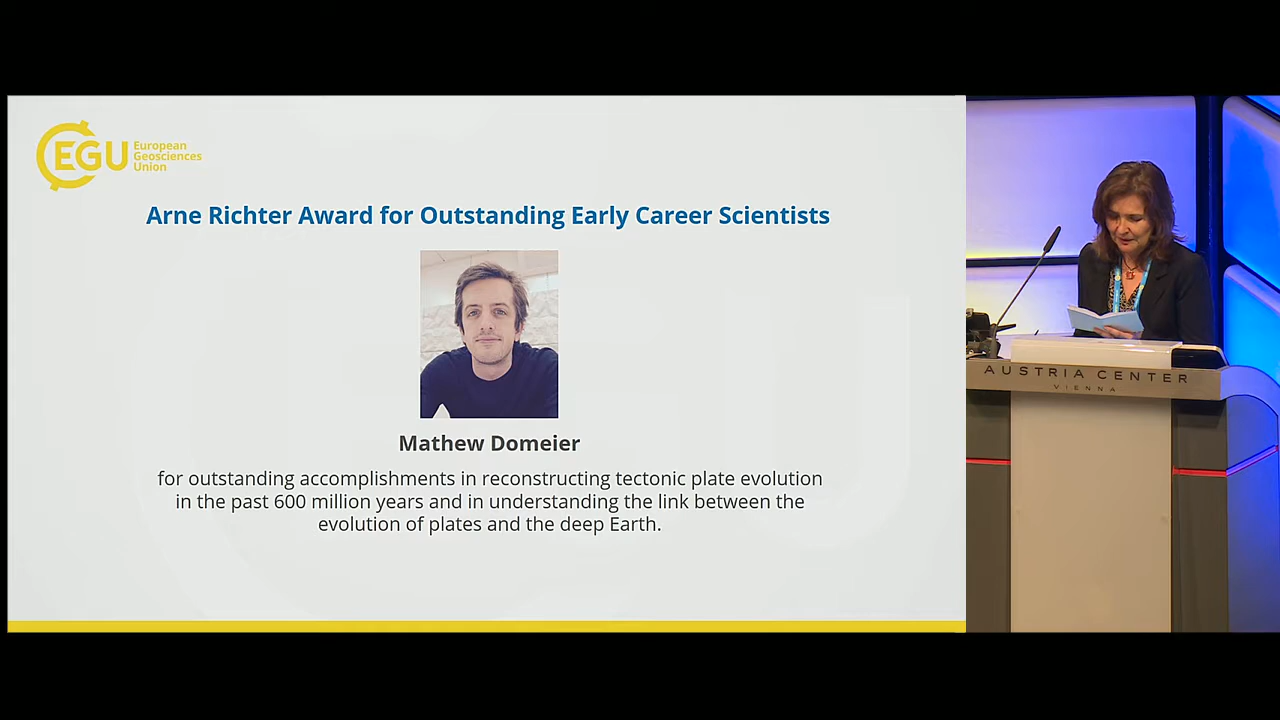 EGU
European
Geosciences
Union
Arne Richter Award for Outstanding Early Career Scientists
Mathew Domeier
for outstanding accomplishments in reconstructing tectonic plate evolution
in the past 600 million years and in understanding the link between the
evolution of plates and the deep Earth.
AUSTRIA CENTER
VIENNA